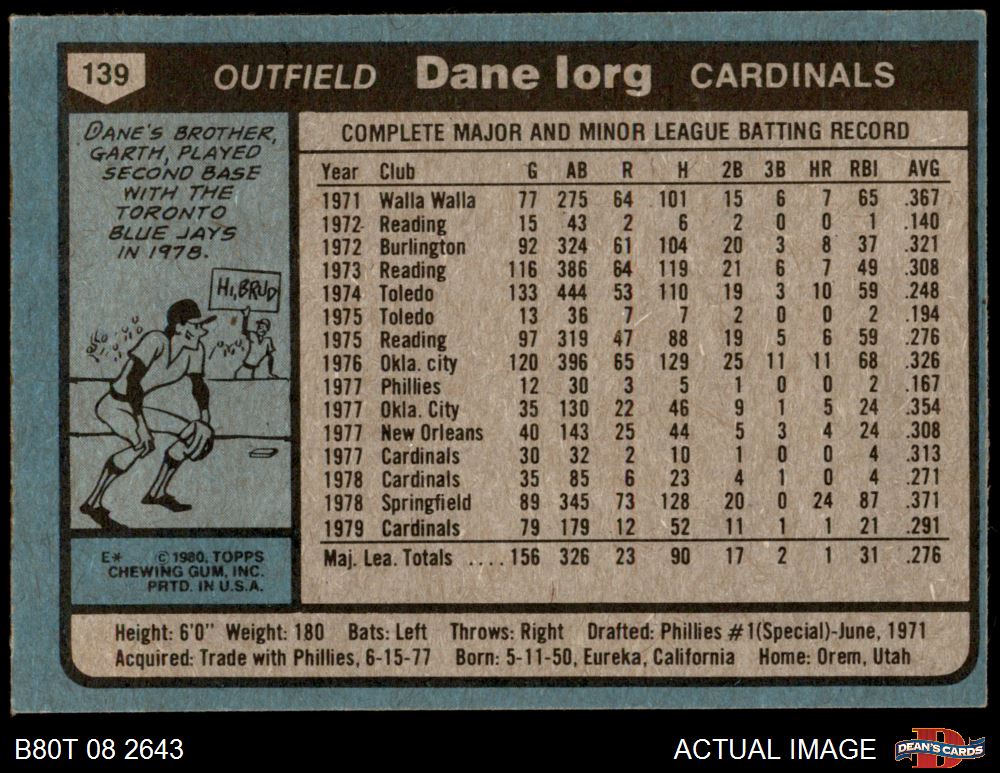 139 OUTFIELD Dane Iorg CARDINALS
DANE'S BROTHER,
GARTH, PLAYED
SECOND BASE
WITH THE
TORONTO
BLUE JAYS
IN 1978.
HI, BRUD
E* © 1980, TOPPS
CHEWING GUM, INC.
PRTD. IN U.S.A.
COMPLETE MAJOR AND MINOR LEAGUE BATTING RECORD
Year Club G AB R H 2B 3B HR RBI AVG
1971 Walla Walla 77 275 64 101 15 6 7 65 .367
1972 Reading 15 43 2 6 2 0 0 1 .140
1972 Burlington 92 324 61 104 20 3 8 37 .321
1973 Reading 116 386 64 119 21 6 7 49 .308
1974 Toledo 133 444 53 110 19 3 10 59 .248
1975 Toledo 13 36 7 7 2 0 0 2 .194
1975 Reading 97 319 47 88 19 5 6 59 .276
1976 Okla. city 120 396 65 129 25 11 11 68 .326
1977 Phillies 12 30 3 5 1 0 0 2 .167
1977 Okla. City 35 130 22 46 9 1 5 24 .354
1977 New Orleans 40 143 25 44 5 3 4 24 .308
1977 Cardinals 30 32 2 10 1 0 0 4 .313
1978 Cardinals 35 85 6 23 4 1 0 4 .271
1978 Springfield 89 345 73 128 20 0 24 87 .371
1979 Cardinals 79 179 12 52 11 1 1 21 .291
Maj. Lea. Totals .... 156 326 23 90 17 2 1 31 .276
Height: 6'0" Weight: 180 Bats: Left Throws: Right Drafted: Phillies #1(Special)-June, 1971
Acquired: Trade with Phillies, 6-15-77 Born: 5-11-50, Eureka, California Home: Orem, Utah
B80T 08 2643
ACTUAL IMAGE
D
DEAN'S CARDS